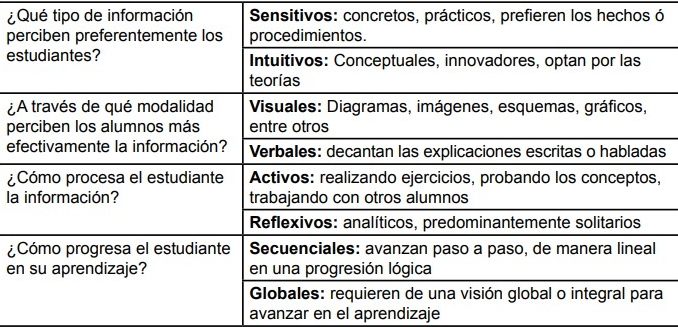 ¿Qué tipo de información
perciben preferentemente los
estudiantes?
Sensitivos: concretos, prácticos, prefieren los hechos ó
procedimientos.
Intuitivos: Conceptuales, innovadores, optan por las
teorías
¿A través de qué modalidad
perciben los alumnos más
efectivamente la información?
Visuales: Diagramas, imágenes, esquemas, gráficos,
entre otros
Verbales: decantan las explicaciones escritas o habladas
¿Cómo procesa el estudiante
la información?
Activos: realizando ejercicios, probando los conceptos,
trabajando con otros alumnos
Reflexivos: analíticos, predominantemente solitarios
¿Cómo progresa el estudiante
en su aprendizaje?
Secuenciales: avanzan paso a paso, de manera lineal
en una progresión lógica
Globales: requieren de una visión global o integral para
avanzar en el aprendizaje